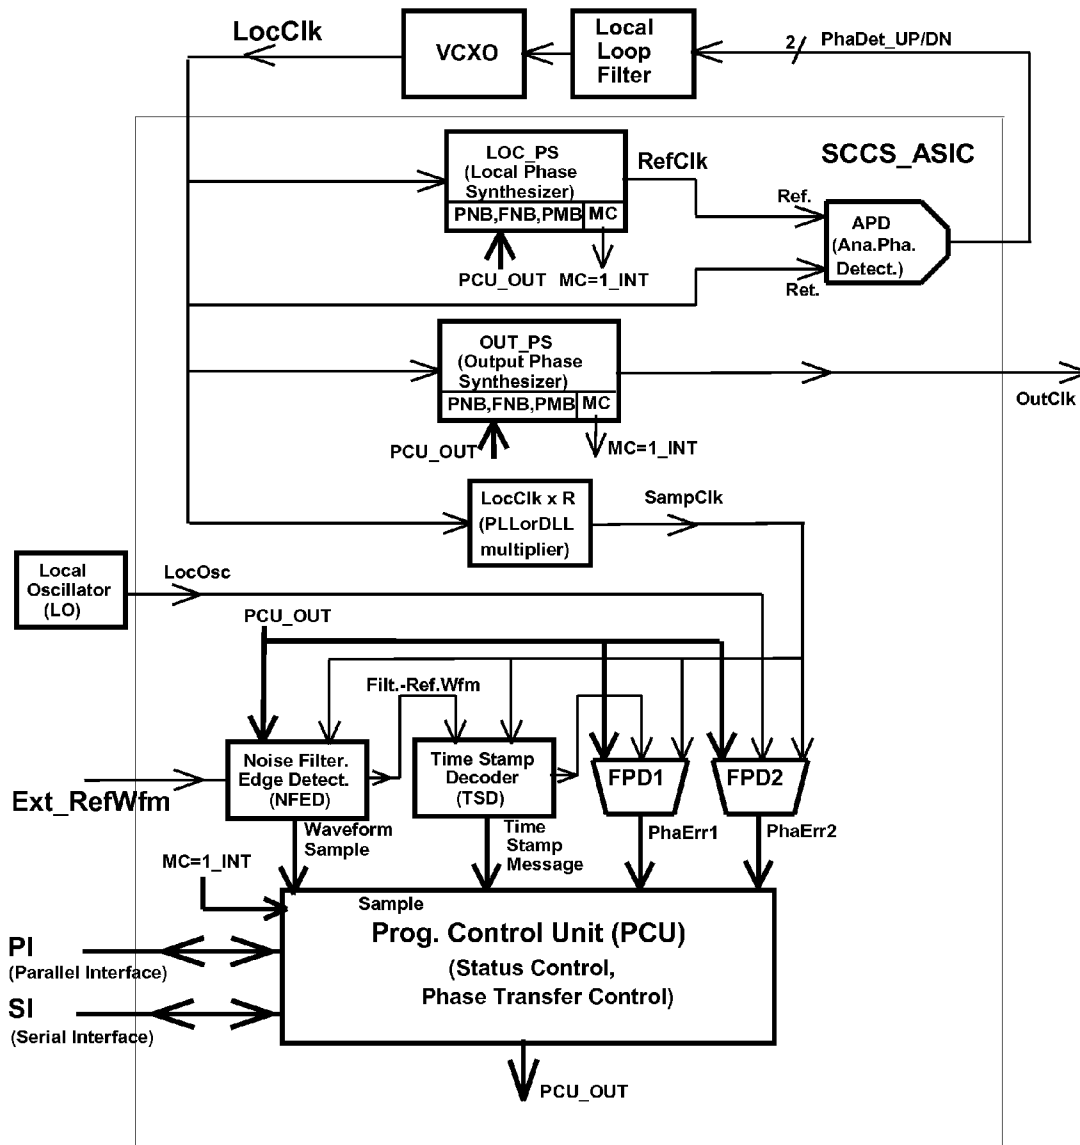 LocClk
VCXO
Local
Loop
Filter
2
PhaDet_UP/DN
SCCS_ASIC
LOC_PS
(Local Phase
Synthesizer)
PNB,FNB,PMB
MC
RefClk
Ref.
APD
(Ana.Pha.
Detect.)
PCU_OUT
MC=1_INT
Ret.
OUT_PS
(Output Phase
Synthesizer)
PNB,FNB,PMB
MC
OutClk
PCU_OUT
MC=1_INT
LocClk x R
(PLLorDLL
multiplier)
SampClk
Local
Oscillator
(LO)
LocOsc
PCU_OUT
Filt.-Ref.Wfm
Noise Filter.
Edge Detect.
(NFED)
Time Stamp
Decoder
(TSD)
FPD1
FPD2
Ext_RefWfm
Waveform
Sample
Time
Stamp
Message
PhaErr1
PhaErr2
MC=1_INT
Sample
Prog. Control Unit (PCU)
(Status Control,
Phase Transfer Control)
PI
(Parallel Interface)
SI
(Serial Interface)
PCU_OUT